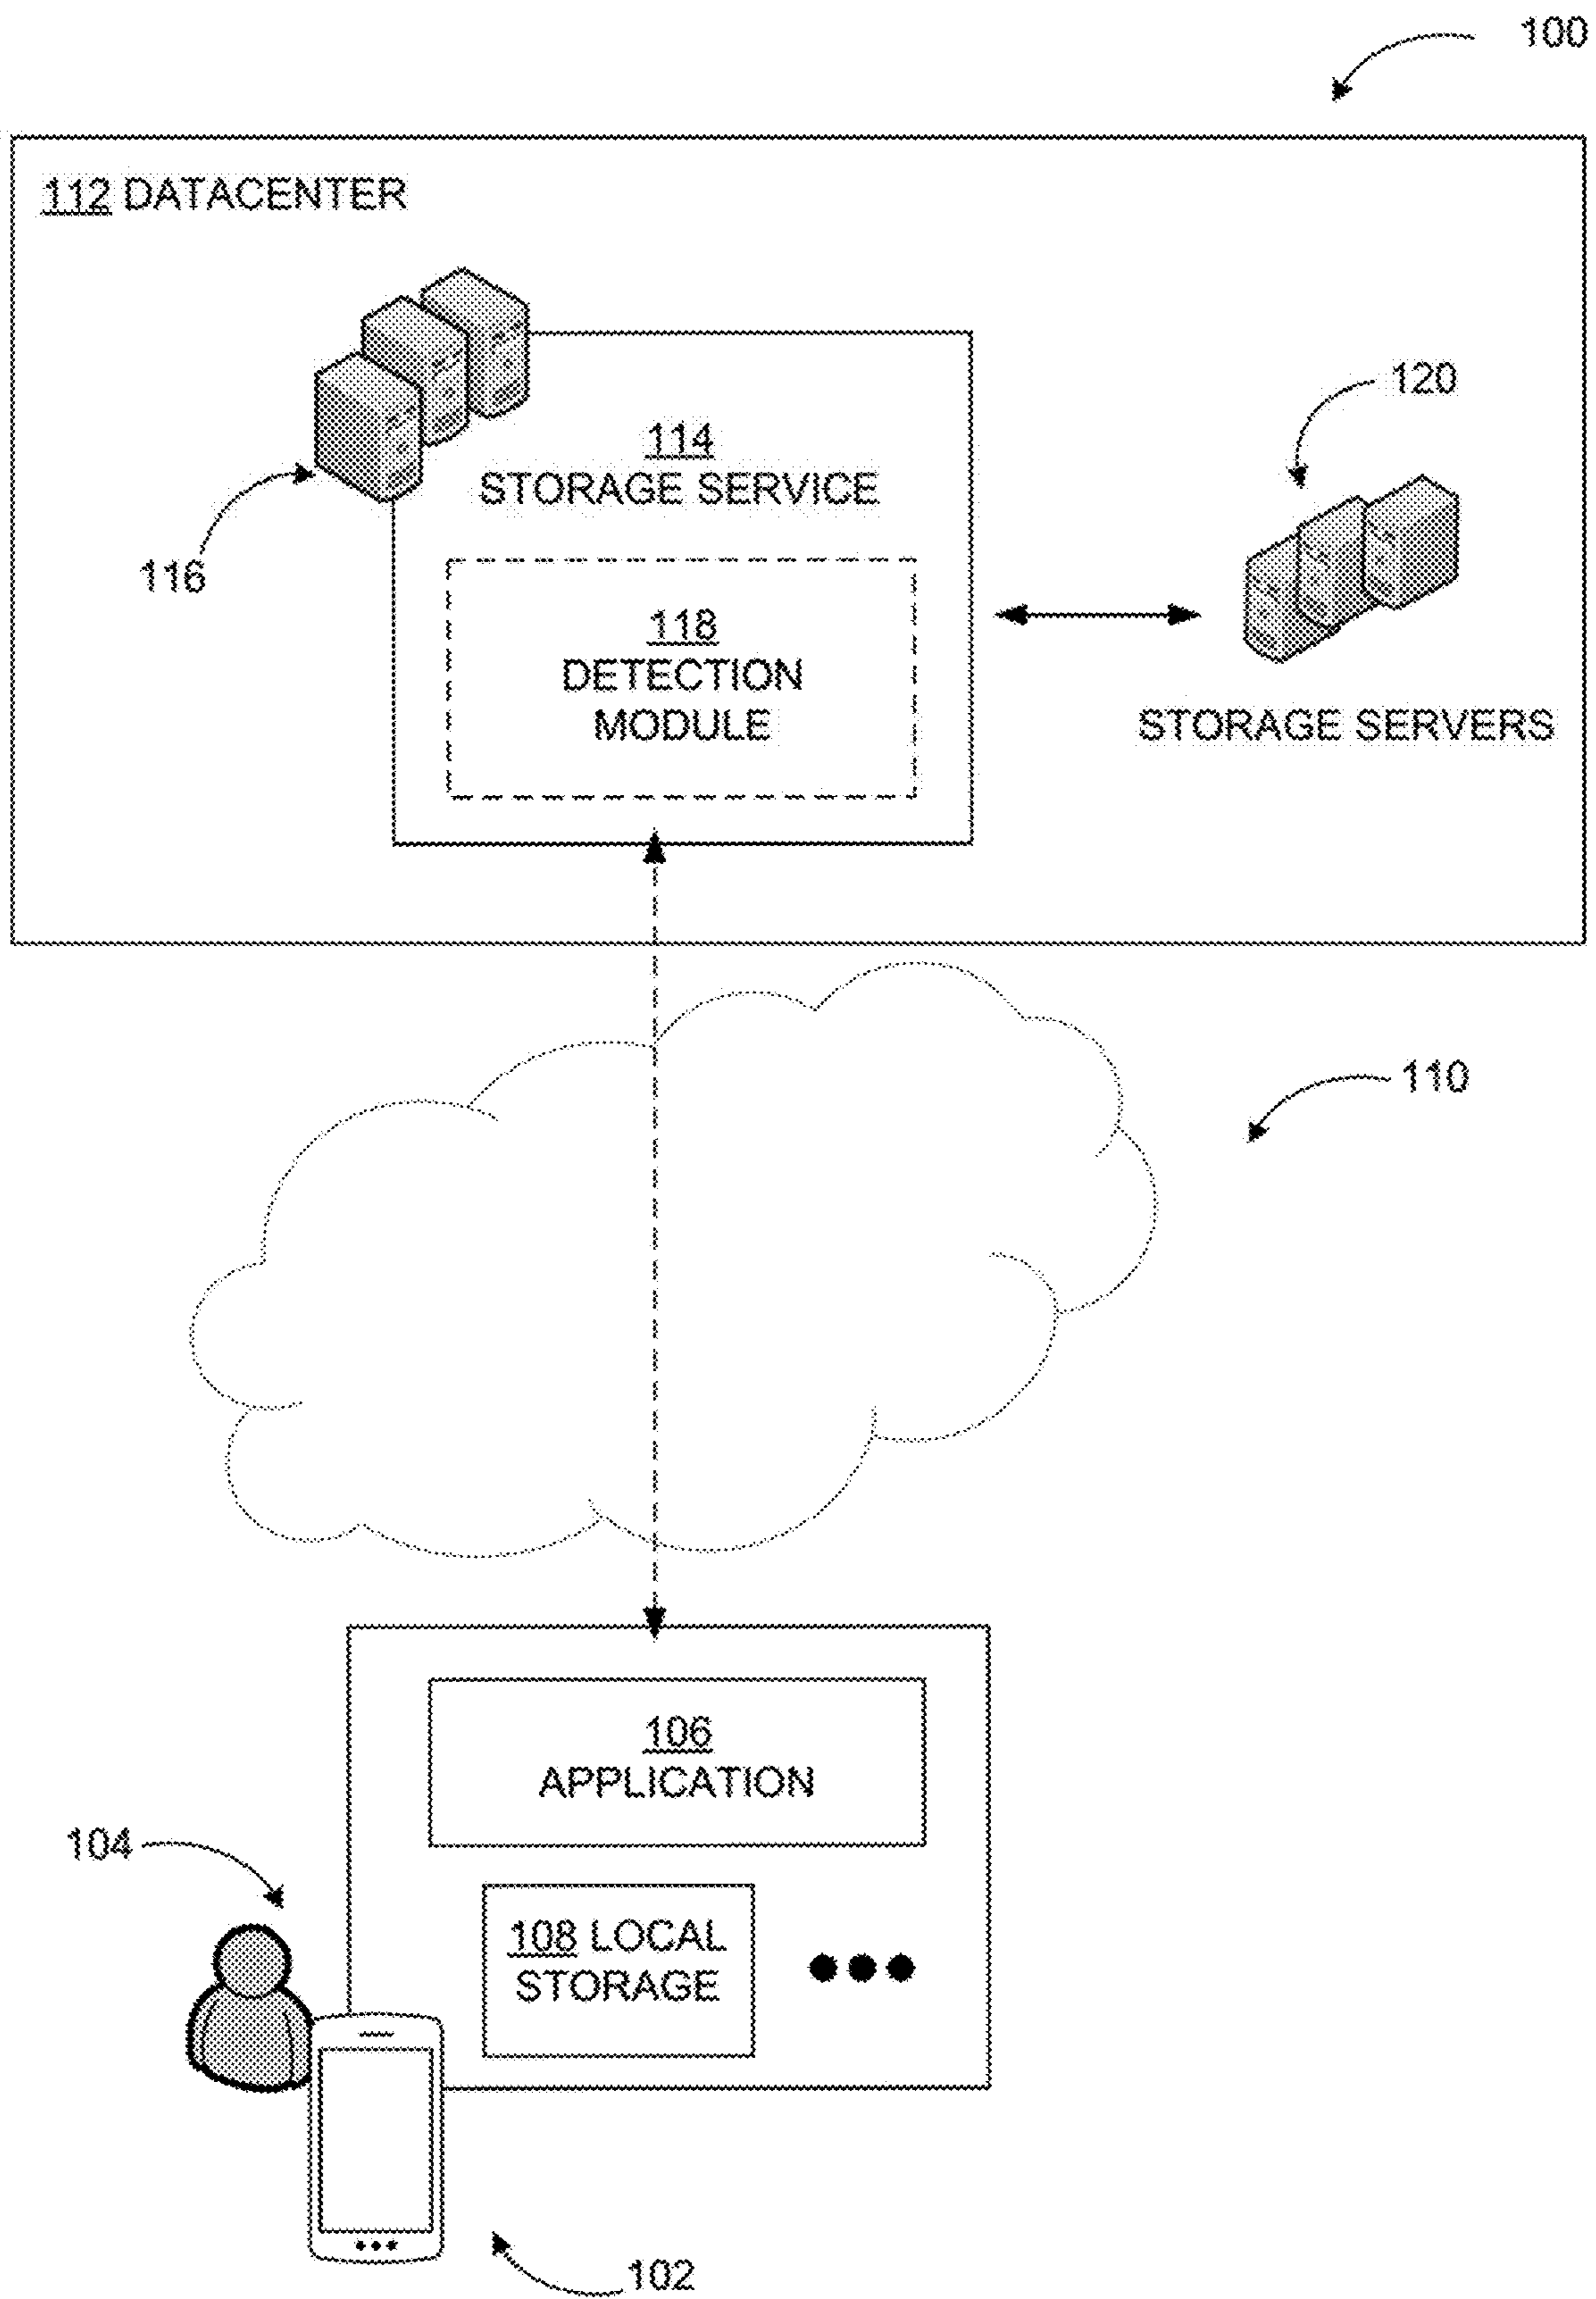 100
112 DATACENTER
114
STORAGE SERVICE
120
116
118
DETECTION
MODULE
STORAGE SERVERS
110
106
APPLICATION
104
108 LOCAL
STORAGE
102